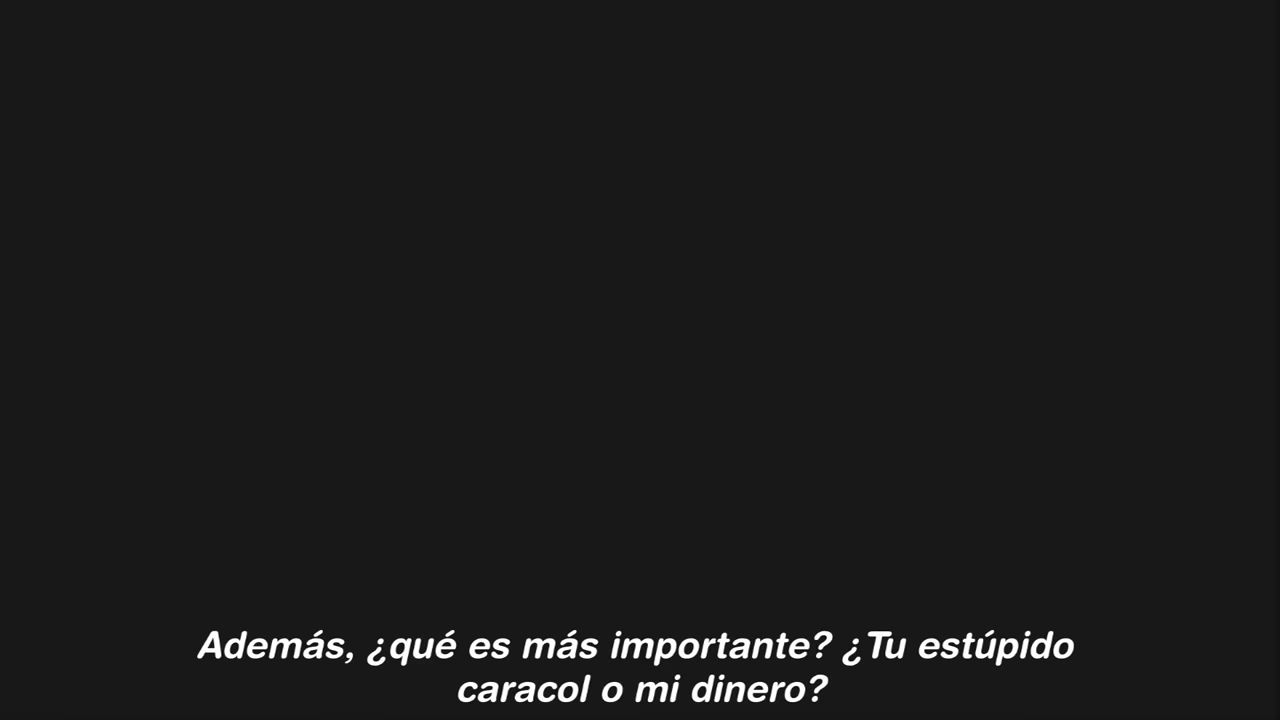 Además, ¿qué es más importante? ¿Tu estúpido
caracol o mi dinero?